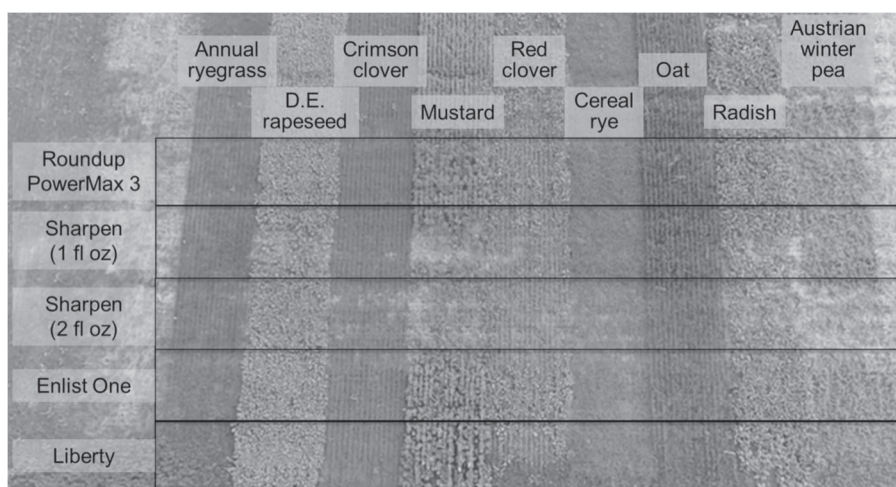 Annual
ryegrass
D.E.
rapeseed
Crimson
clover
Mustard
Red
clover
Cereal
rye
Oat
Radish
Austrian
winter
pea
Roundup
PowerMax 3
Sharpen
(1 fl oz)
Sharpen
(2 fl oz)
Enlist One
Liberty